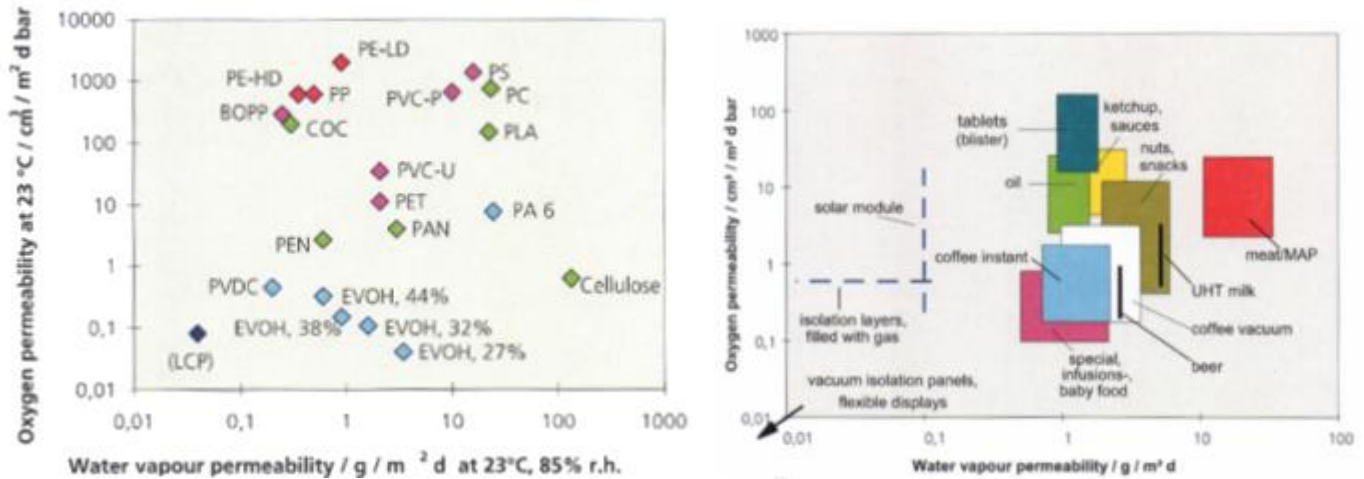 Oxygen permeability at 23 °C / cm³ / m² d bar
10000
1000
100
10
1
0,1
0,01
PE-LD
PE-HD
PP
BOPP
COC
PS
PVC-P
PC
PLA
PVC-U
PET
PA 6
PEN
PAN
PVDC
EVOH, 44%
Cellulose
EVOH, 38%
EVOH, 32%
EVOH, 27%
(LCP)
0,01
0,1
1
10
100
1000
Water vapour permeability / g / m ² d at 23°C, 85% r.h.
Oxygen permeability / cm³ / m² d bar
1000
100
10
1
0,1
0,01
tablets
(blister)
ketchup,
sauces
nuts,
snacks
oil
solar module
coffee instant
meat/MAP
UHT milk
isolation layers,
filled with gas
coffee vacuum
beer
special,
infusions-,
baby food
vacuum isolation panels,
flexible displays
0,01
0,1
1
10
100
Water vapour permeability / g / m² d